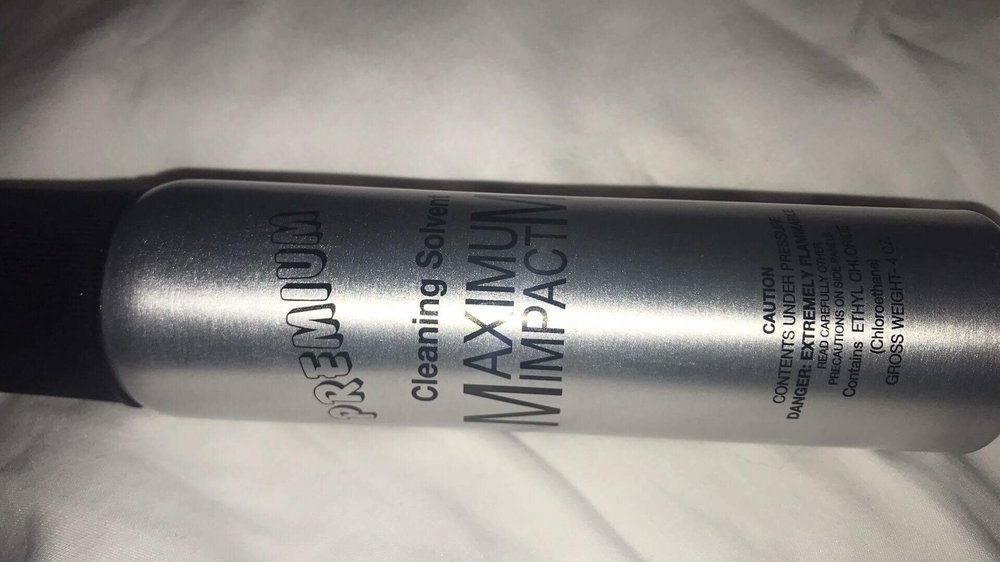 PREMIUM
Cleaning Solvent
MAXIMUM
IMPACT
CAUTION
CONTENTS UNDER PRESSURE
DANGER: EXTREMELY FLAMMABLE
READ CAREFULLY OTHER
PRECAUTIONS ON SIDE PANELS
Contains ETHYL CHLORIDE
(Chloroethane)
GROSS WEIGHT- 4 OZ.